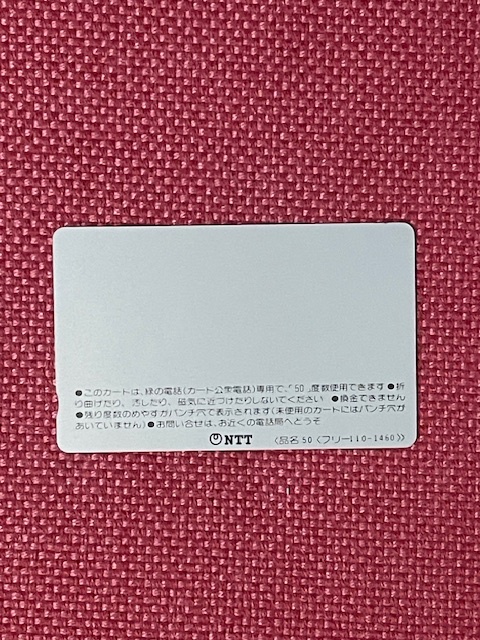 ●このカードは、緑の電話(カード公衆電話)専用で、「50」度数使用できます●折
り曲げたり、汚したり、磁気に近づけたりしないでください ●換金できません
●残り度数のめやすがパンチ穴で表示されます(未使用のカードにはパンチ穴が
あいていません)●お問い合せは、お近くの電話局へどうぞ
NTT 〈品名 50〈フリー110-1460〉〉